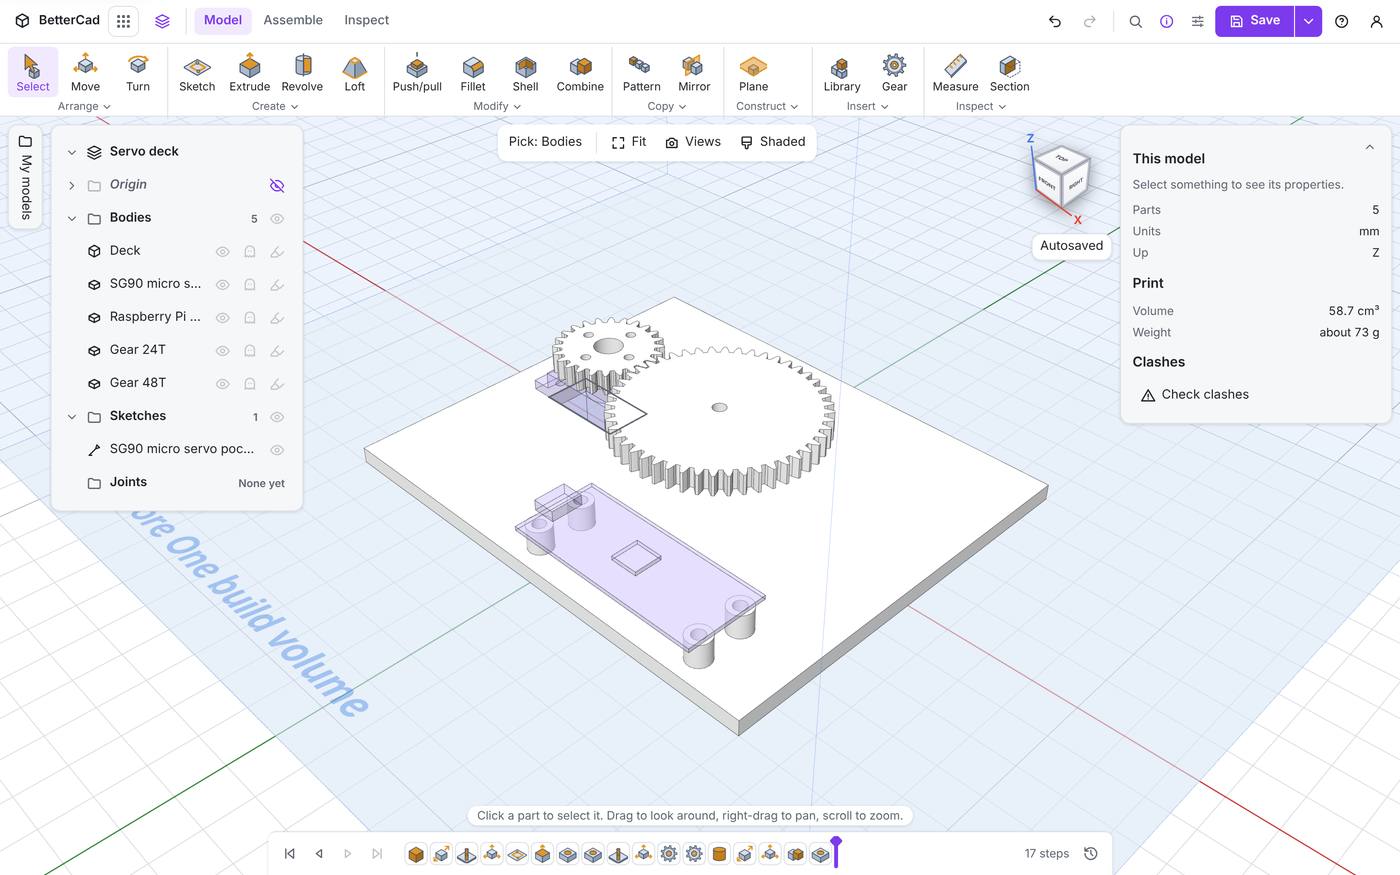 BetterCad
Model
Assemble
Inspect
Save
Select
Move
Turn
Sketch
Extrude
Revolve
Loft
Push/pull
Fillet
Shell
Combine
Pattern
Mirror
Plane
Library
Gear
Measure
Section
Arrange
Create
Modify
Copy
Construct
Insert
Inspect
My models
Servo deck
Origin
Bodies 5
Deck
SG90 micro s...
Raspberry Pi ...
Gear 24T
Gear 48T
Sketches 1
SG90 micro servo poc...
Joints None yet
Pick: Bodies
Fit
Views
Shaded
Z
TOP
FRONT
RIGHT
X
Autosaved
This model
Select something to see its properties.
Parts 5
Units mm
Up Z
Print
Volume 58.7 cm³
Weight about 73 g
Clashes
Check clashes
ore One build volume
Click a part to select it. Drag to look around, right-drag to pan, scroll to zoom.
17 steps